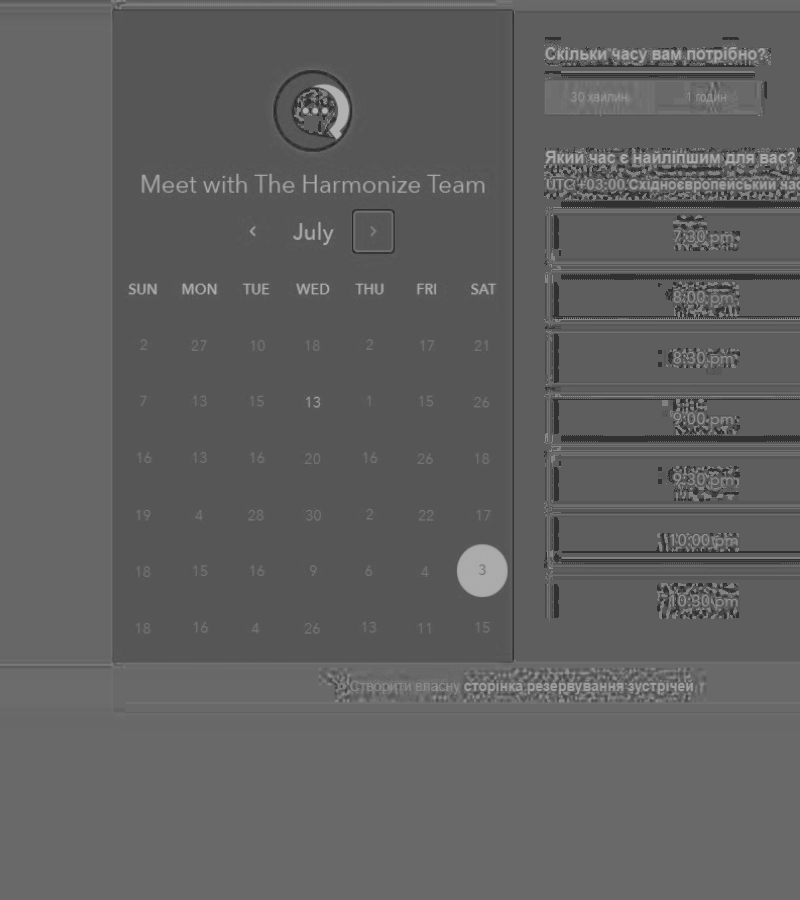 Meet with The Harmonize Team
July
SUN MON TUE WED THU FRI SAT
2 27 10 18 2 17 21
7 13 15 13 1 15 26
16 13 16 20 16 26 18
19 4 28 30 2 22 17
18 15 16 9 6 4 3
18 16 4 26 13 11 15
Скільки часу вам потрібно?
30 хвилин 1 годин
Який час є найліпшим для вас?
UTC +03:00 Східноєвропейський час
7:30 pm
8:00 pm
8:30 pm
9:00 pm
9:30 pm
10:00 pm
10:30 pm
Створити власну сторінка резервування зустрічей